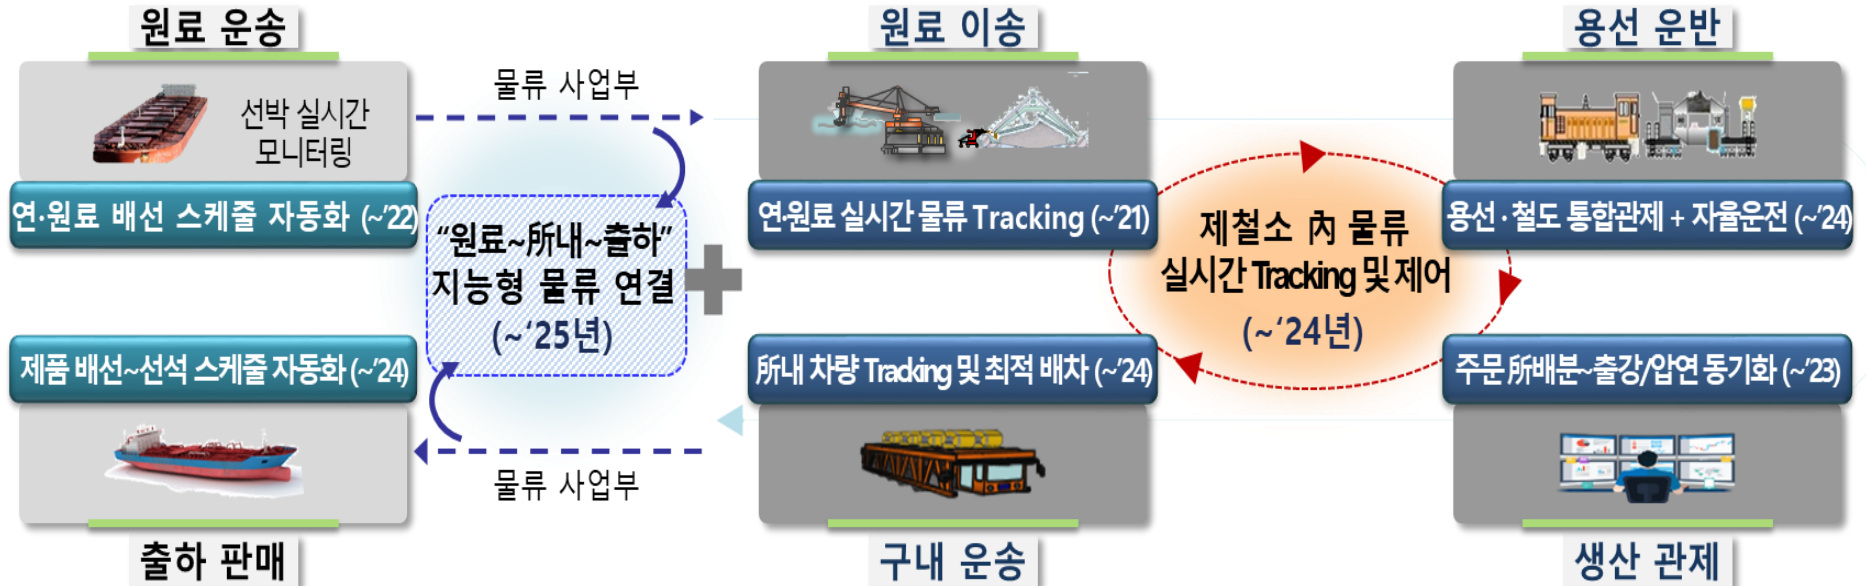 원료 운송
원료 이송
용선 운반
선박 실시간
모니터링
물류 사업부
연·원료 배선 스케줄 자동화 (~’22)
연·원료 실시간 물류 Tracking (~’21)
용선·철도 통합관제 + 자율운전 (~’24)
“원료~所내~출하”
지능형 물류 연결
(~‘25년)
제철소 內 물류
실시간 Tracking 및 제어
(~‘24년)
제품 배선~선석 스케줄 자동화 (~’24)
所내 차량 Tracking 및 최적 배차 (~’24)
주문 所배분~출강/압연 동기화 (~’23)
물류 사업부
출하 판매
구내 운송
생산 관제